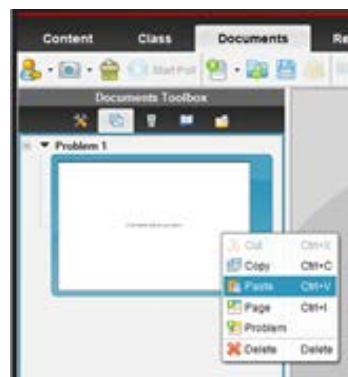 Content Class Documents Re
Start Poll
Documents Toolbox
Problem 1
Cut Ctrl+X
Copy Ctrl+C
Paste Ctrl+V
Page Ctrl+I
Problem
Delete Delete